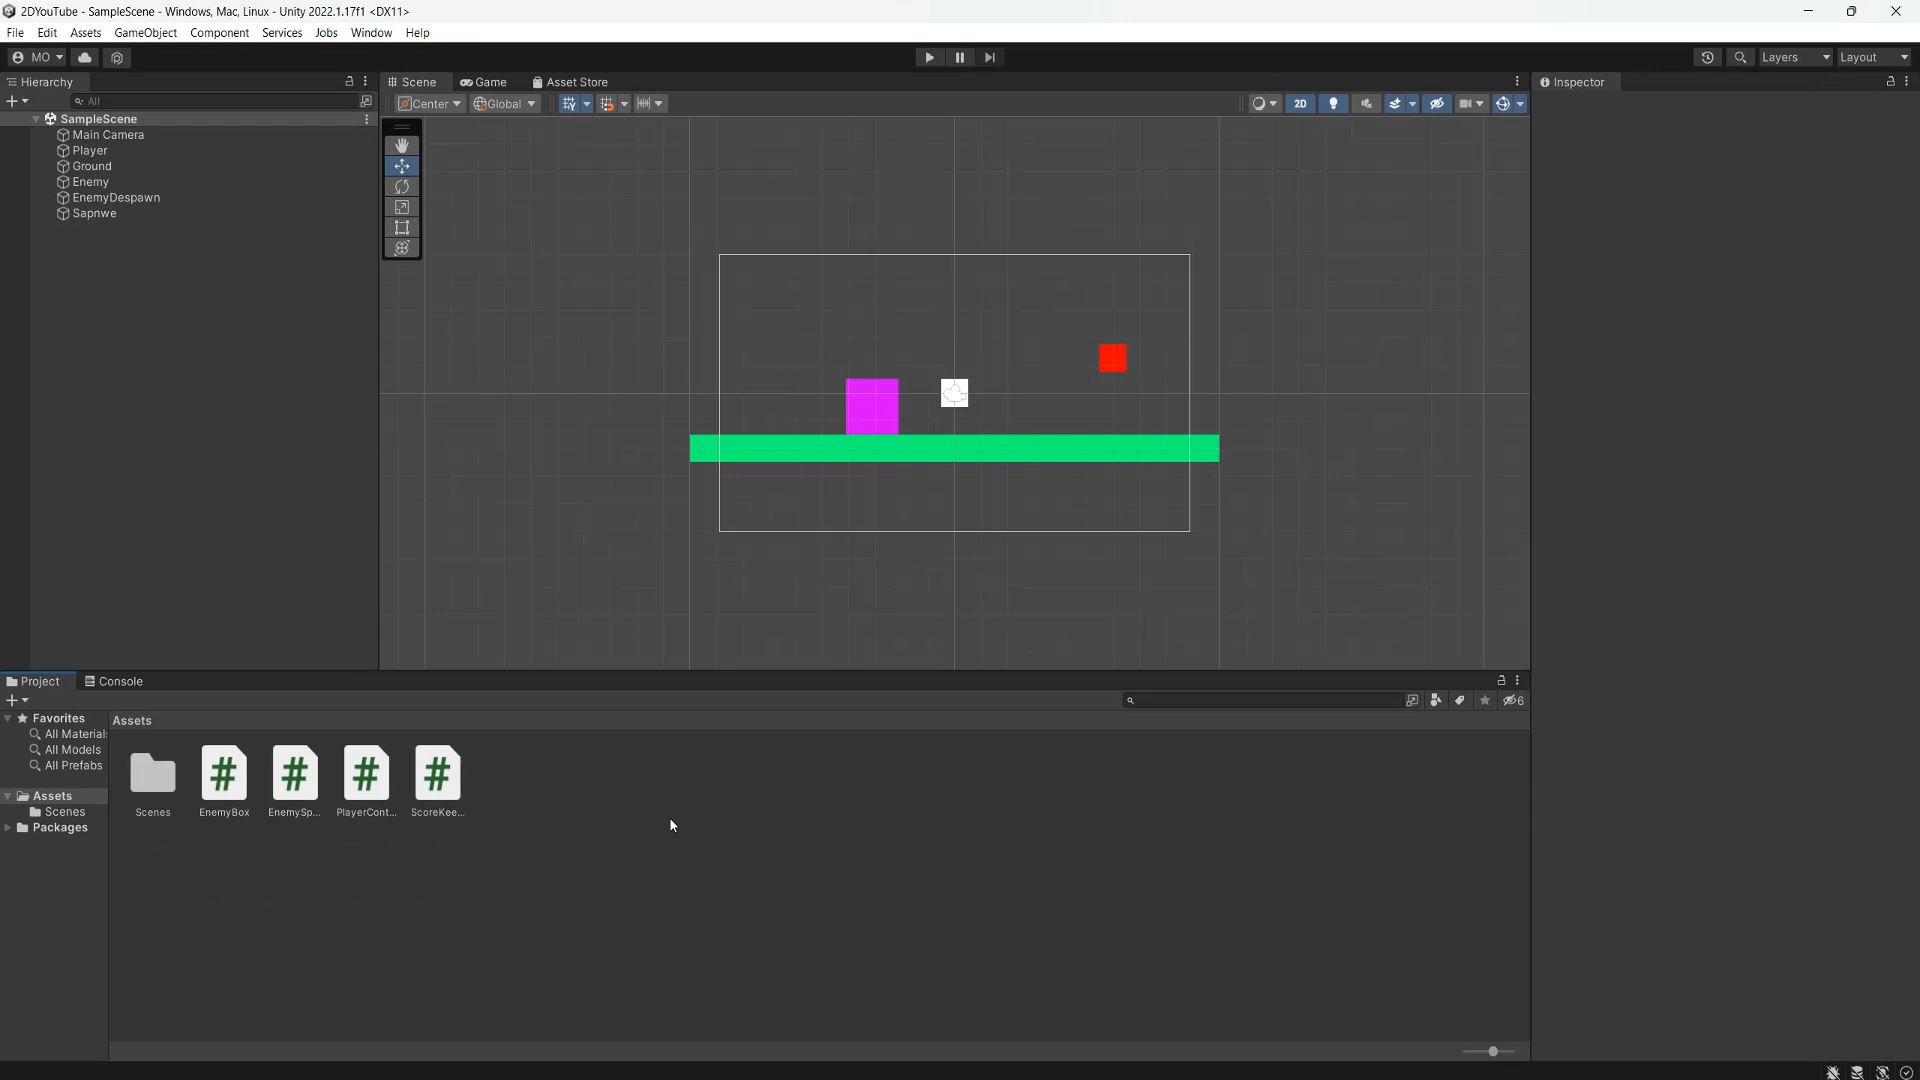 2DYouTube - SampleScene - Windows, Mac, Linux - Unity 2022.1.17f1 <DX11>
File Edit Assets GameObject Component Services Jobs Window Help
MO Layers Layout
Hierarchy Scene Game Asset Store Inspector
All Center Global 2D
SampleScene
Main Camera
Player
Ground
Enemy
EnemyDespawn
Sapnwe
Project Console
6
Favorites Assets
All Material
All Models
All Prefabs
Assets
Scenes
Packages
Scenes EnemyBox EnemySp... PlayerCont... ScoreKee...